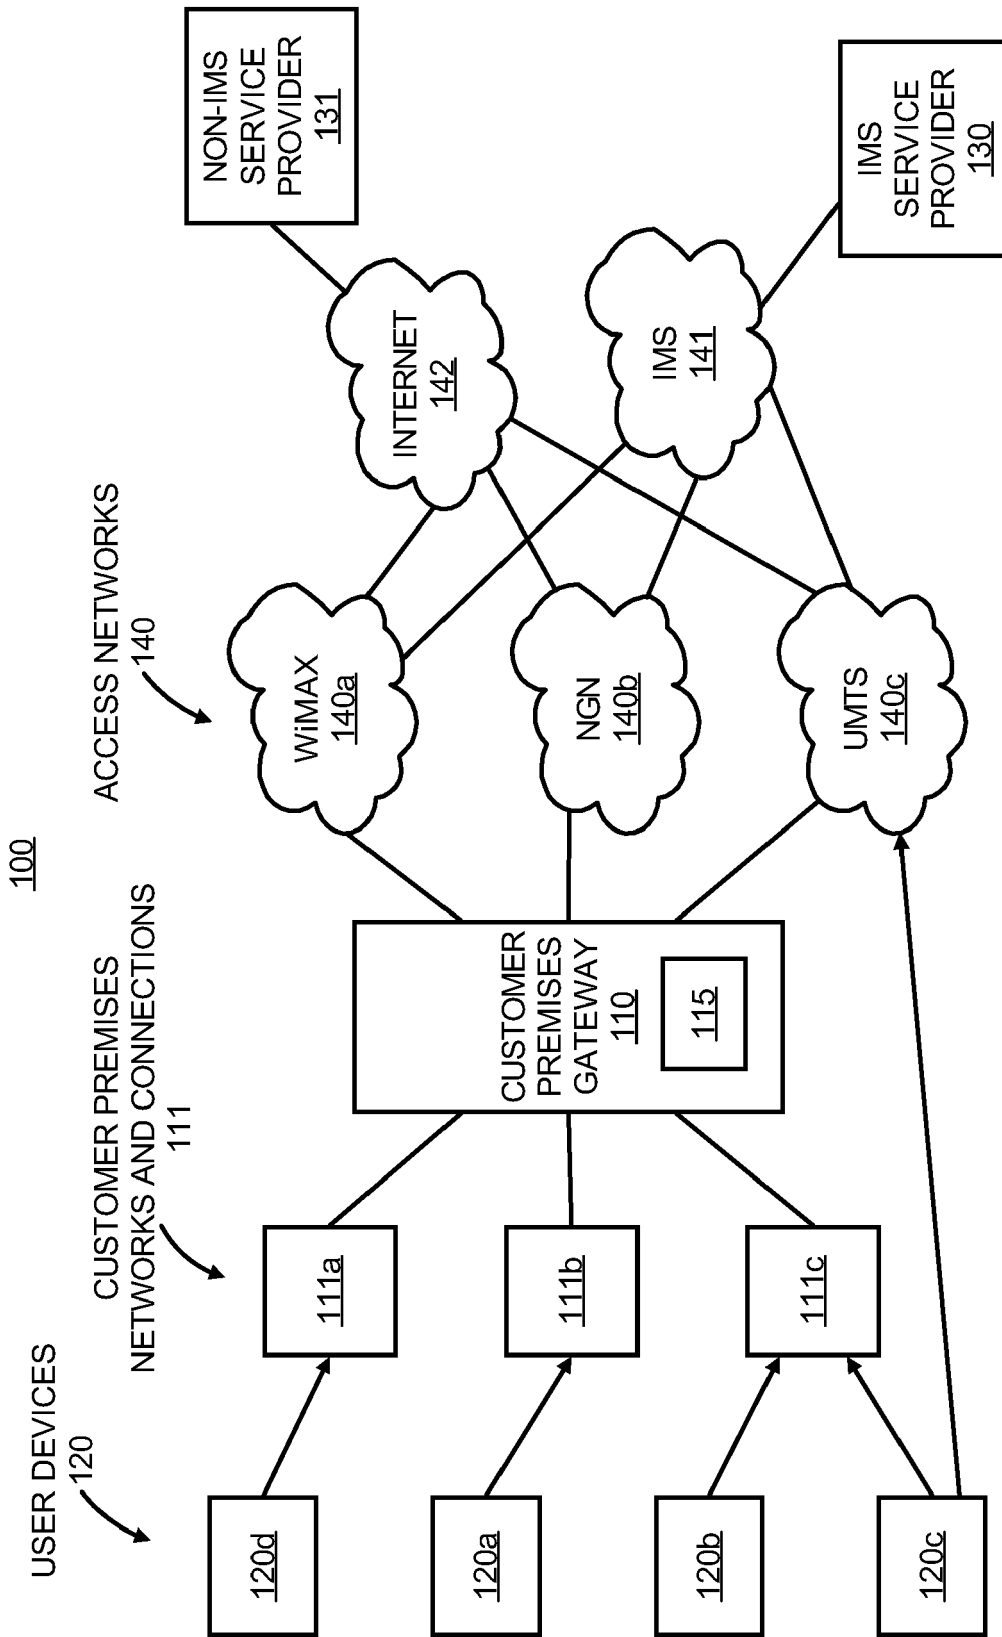 100
USER DEVICES
120
CUSTOMER PREMISES
NETWORKS AND CONNECTIONS
111
ACCESS NETWORKS
140
120d
120a
120b
120c
111a
111b
111c
CUSTOMER
PREMISES
GATEWAY
110
115
WiMAX
140a
NGN
140b
UMTS
140c
INTERNET
142
IMS
141
NON-IMS
SERVICE
PROVIDER
131
IMS
SERVICE
PROVIDER
130